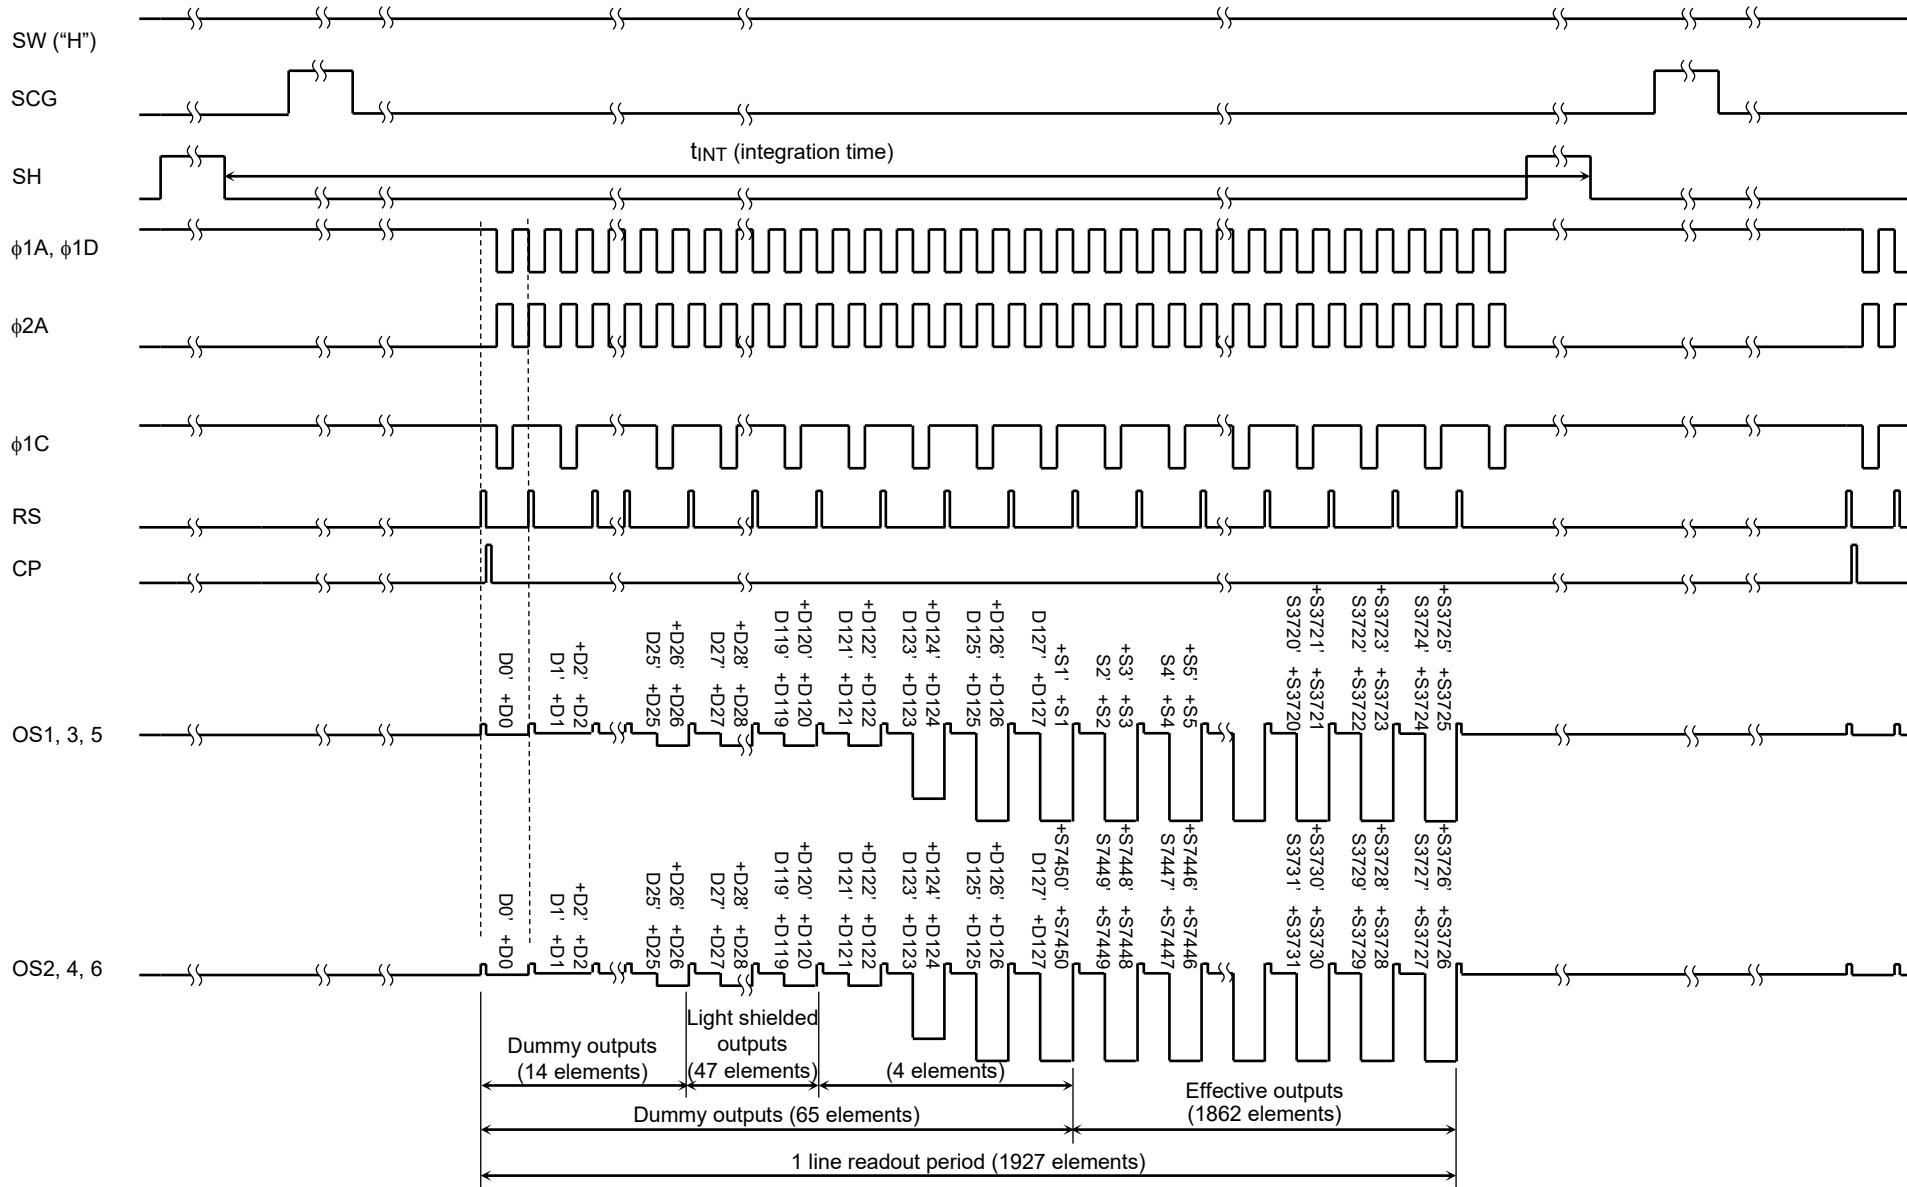 SW (“H”)
SCG
tINT (integration time)
SH
ϕ1A, ϕ1D
ϕ2A
ϕ1C
RS
CP
OS1, 3, 5
D0’ +D0
D1’ +D1
+D2’ +D2
D25’ +D25
+D26’ +D26
D27’ +D27
+D28’ +D28
D119’ +D119
+D120’ +D120
D121’ +D121
+D122’ +D122
D123’ +D123
+D124’ +D124
D125’ +D125
+D126’ +D126
D127’ +D127
+S1’ +S1
S2’ +S2
+S3’ +S3
S4’ +S4
+S5’ +S5
S3720’ +S3720
+S3721’ +S3721
S3722’ +S3722
+S3723’ +S3723
S3724’ +S3724
+S3725’ +S3725
OS2, 4, 6
D0’ +D0
D1’ +D1
+D2’ +D2
D25’ +D25
+D26’ +D26
D27’ +D27
+D28’ +D28
D119’ +D119
+D120’ +D120
D121’ +D121
+D122’ +D122
D123’ +D123
+D124’ +D124
D125’ +D125
+D126’ +D126
D127’ +D127
+S7450’ +S7450
S7449’ +S7449
+S7448’ +S7448
S7447’ +S7447
+S7446’ +S7446
S3731’ +S3731
+S3730’ +S3730
S3729’ +S3729
+S3728’ +S3728
S3727’ +S3727
+S3726’ +S3726
Dummy outputs
(14 elements)
Light shielded
outputs
(47 elements)
(4 elements)
Effective outputs
(1862 elements)
Dummy outputs (65 elements)
1 line readout period (1927 elements)